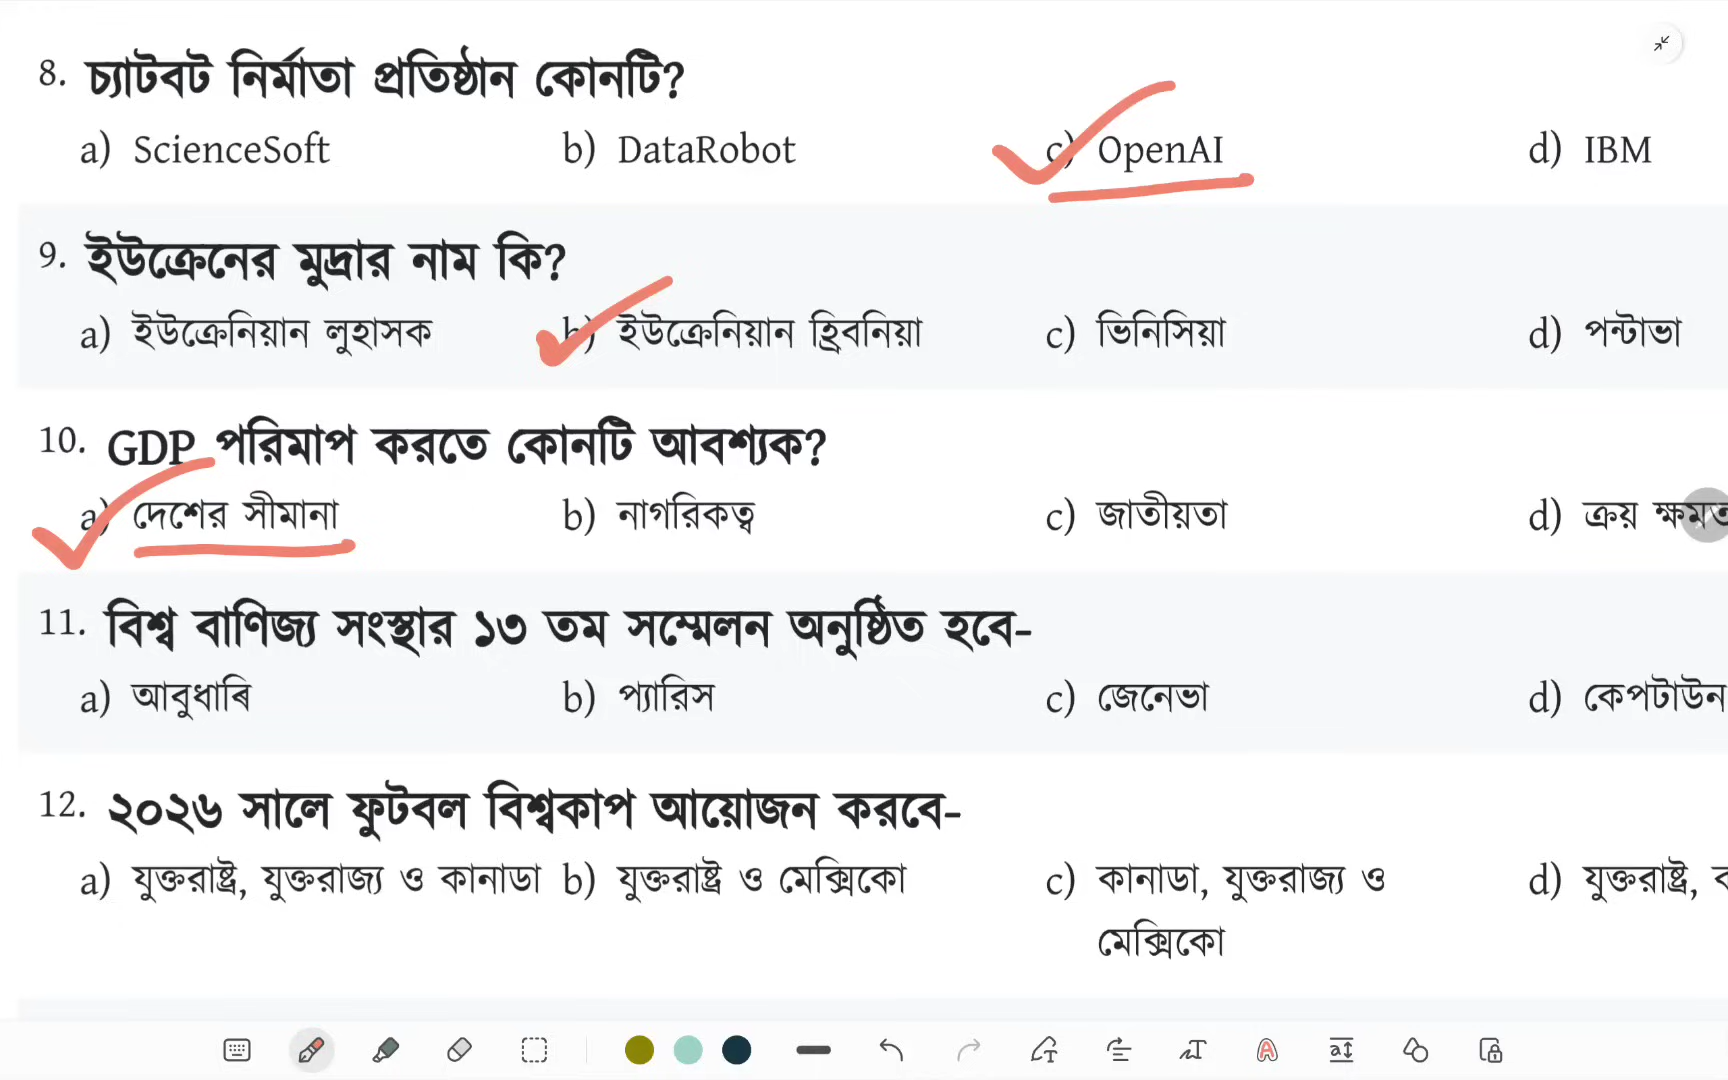 8. চ্যাটবট নির্মাতা প্রতিষ্ঠান কোনটি?
a) ScienceSoft b) DataRobot c) OpenAI d) IBM
9. ইউক্রেনের মুদ্রার নাম কি?
a) ইউক্রেনিয়ান লুহাসক b) ইউক্রেনিয়ান হ্রিবনিয়া c) ভিনিসিয়া d) পন্টাভা
10. GDP পরিমাপ করতে কোনটি আবশ্যক?
a) দেশের সীমানা b) নাগরিকত্ব c) জাতীয়তা d) ক্রয়
11. বিশ্ব বাণিজ্য সংস্থার ১৩ তম সম্মেলন অনুষ্ঠিত হবে-
a) আবুধাবি b) প্যারিস c) জেনেভা d) কেপটাউন
12. ২০২৬ সালে ফুটবল বিশ্বকাপ আয়োজন করবে-
a) যুক্তরাষ্ট্র, যুক্তরাজ্য ও কানাডা b) যুক্তরাষ্ট্র ও মেক্সিকো c) কানাডা, যুক্তরাজ্য ও d) যুক্তরাষ্ট্র,
মেক্সিকো